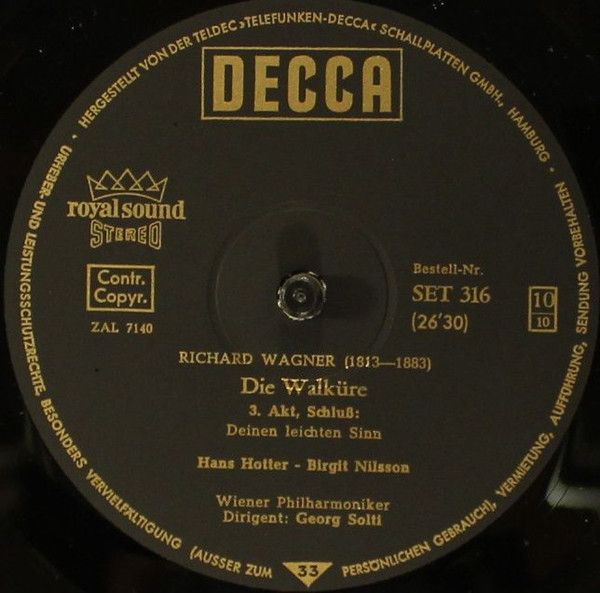 HERGESTELLT VON DER TELDEC »TELEFUNKEN-DECCA« SCHALLPLATTEN GMBH., HAMBURG •
DECCA
royal sound
STEREO
Contr.
Copyr.
ZAL 7140
Bestell-Nr.
SET 316
(26'30)
10
10
RICHARD WAGNER (1813—1883)
Die Walküre
3. Akt, Schluß:
Deinen leichten Sinn
Hans Hotter - Birgit Nilsson
Wiener Philharmoniker
Dirigent: Georg Solti
• URHEBER- UND LEISTUNGSSCHUTZRECHTE, BESONDERS VERVIELFÄLTIGUNG (AUSSER ZUM PERSÖNLICHEN GEBRAUCH), VERMIETUNG, AUFFÜHRUNG, SENDUNG VORBEHALTEN
33